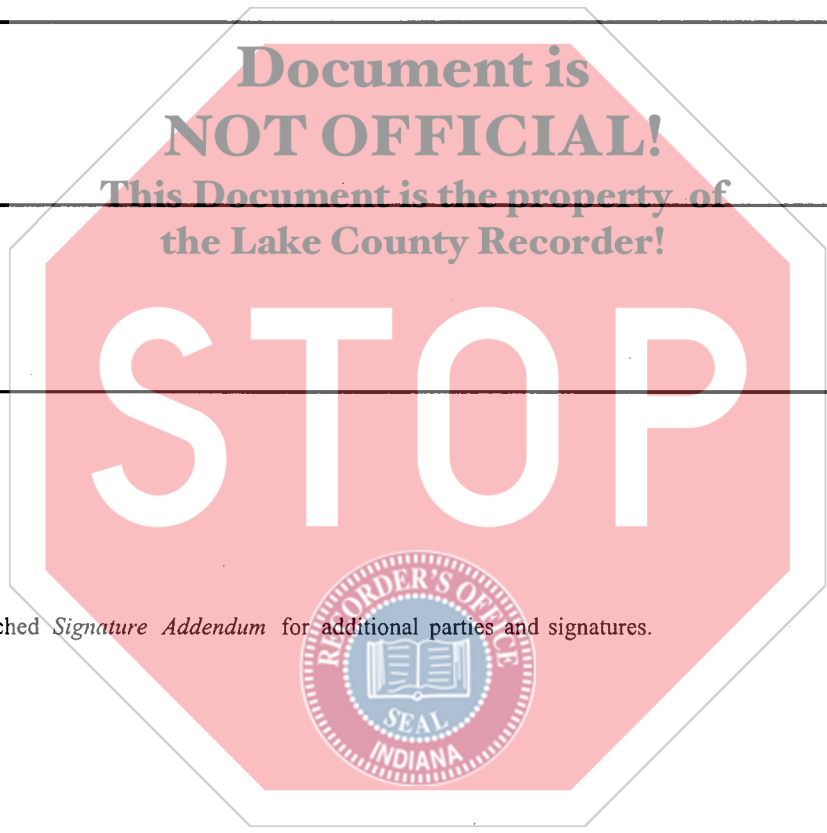 Document is
NOT OFFICIAL!
This Document is the property of
the Lake County Recorder!
STOP
ched Signature Addendum for additional parties and signatures.
RECORDER'S OFFICE
SEAL
INDIANA